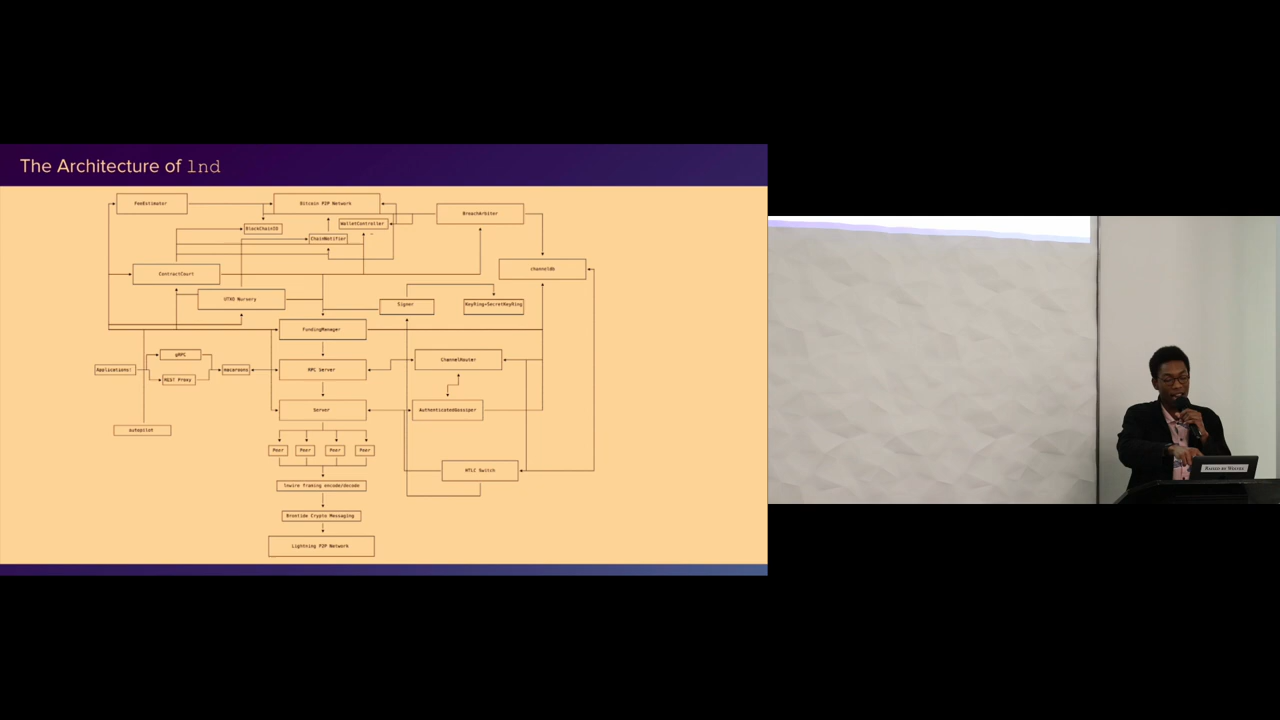 The Architecture of lnd
FeeEstimator
Bitcoin P2P Network
BreachArbiter
WalletController
BlockChainIO
ChainNotifier
ContractCourt
channeldb
UTXO Nursery
Signer
KeyRing+SecretKeyRing
FundingManager
gRPC
ChannelRouter
Applications!
macaroons
RPC Server
REST Proxy
Server
AuthenticatedGossiper
autopilot
Peer
Peer
Peer
Peer
HTLC Switch
lnwire framing encode/decode
Brontide Crypto Messaging
Lightning P2P Network